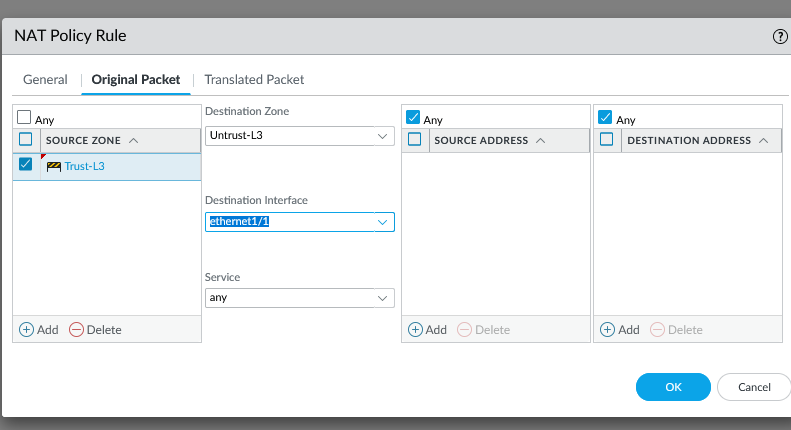 NAT Policy Rule
?
General
Original Packet
Translated Packet
Any
SOURCE ZONE
Trust-L3
Add
Delete
Destination Zone
Untrust-L3
Destination Interface
ethernet1/1
Service
any
Any
SOURCE ADDRESS
Add
Delete
Any
DESTINATION ADDRESS
Add
Delete
OK
Cancel